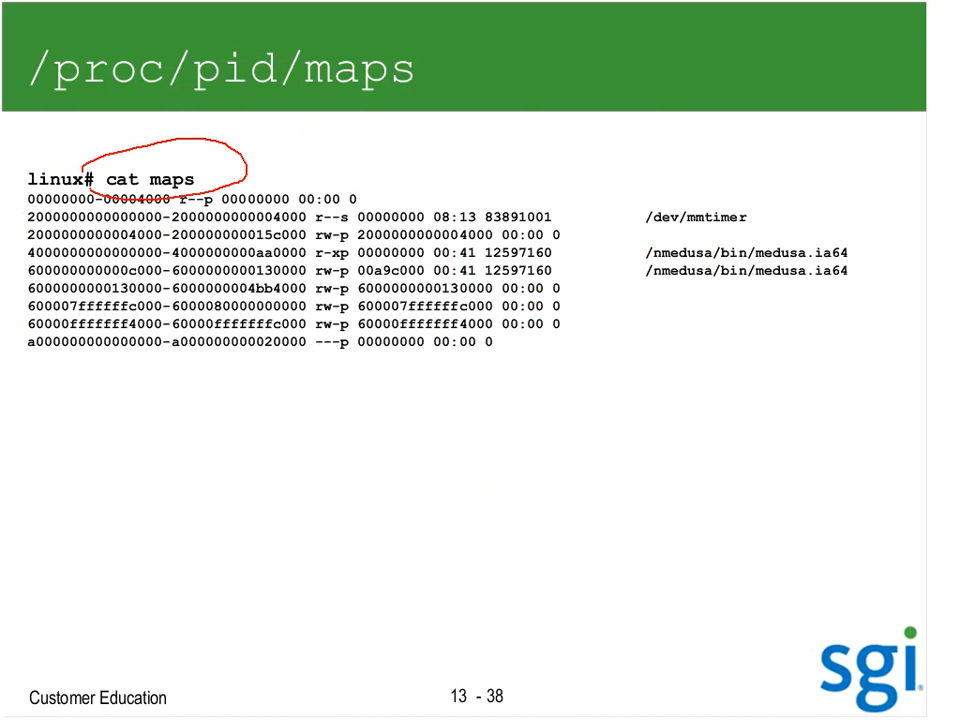 /proc/pid/maps
linux# cat maps
00000000-00004000 r--p 00000000 00:00 0
2000000000000000-2000000000004000 r--s 00000000 08:13 83891001 /dev/mmtimer
2000000000004000-200000000015c000 rw-p 2000000000004000 00:00 0
4000000000000000-4000000000aa0000 r-xp 00000000 00:41 12597160 /nmedusa/bin/medusa.ia64
600000000000c000-6000000000130000 rw-p 00a9c000 00:41 12597160 /nmedusa/bin/medusa.ia64
6000000000130000-6000000004bb4000 rw-p 6000000000130000 00:00 0
600007ffffffc000-6000080000000000 rw-p 600007ffffffc000 00:00 0
60000fffffff4000-60000fffffffc000 rw-p 60000fffffff4000 00:00 0
a000000000000000-a000000000020000 ---p 00000000 00:00 0
Customer Education
13 - 38
sgi